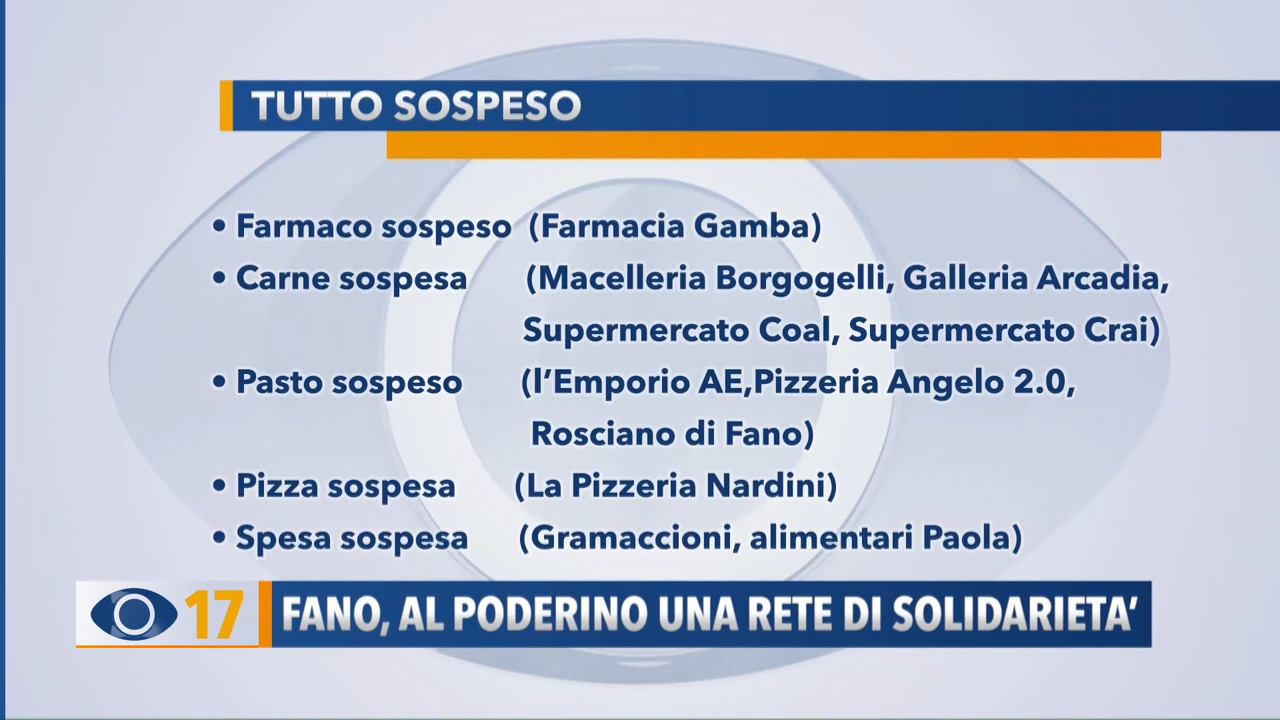 TUTTO SOSPESO
• Farmaco sospeso (Farmacia Gamba)
• Carne sospesa (Macelleria Borgogelli, Galleria Arcadia,
Supermercato Coal, Supermercato Crai)
• Pasto sospeso (l’Emporio AE,Pizzeria Angelo 2.0,
Rosciano di Fano)
• Pizza sospesa (La Pizzeria Nardini)
• Spesa sospesa (Gramaccioni, alimentari Paola)
17 FANO, AL PODERINO UNA RETE DI SOLIDARIETA’